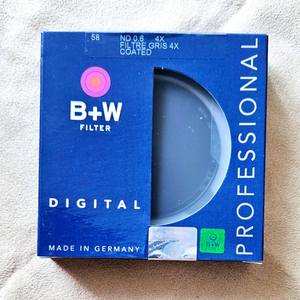 58 ND 0.6 4X
FILTRE GRIS 4X
COATED
B+W
FILTER
DIGITAL
MADE IN GERMANY
PROFESSIONAL
B+W